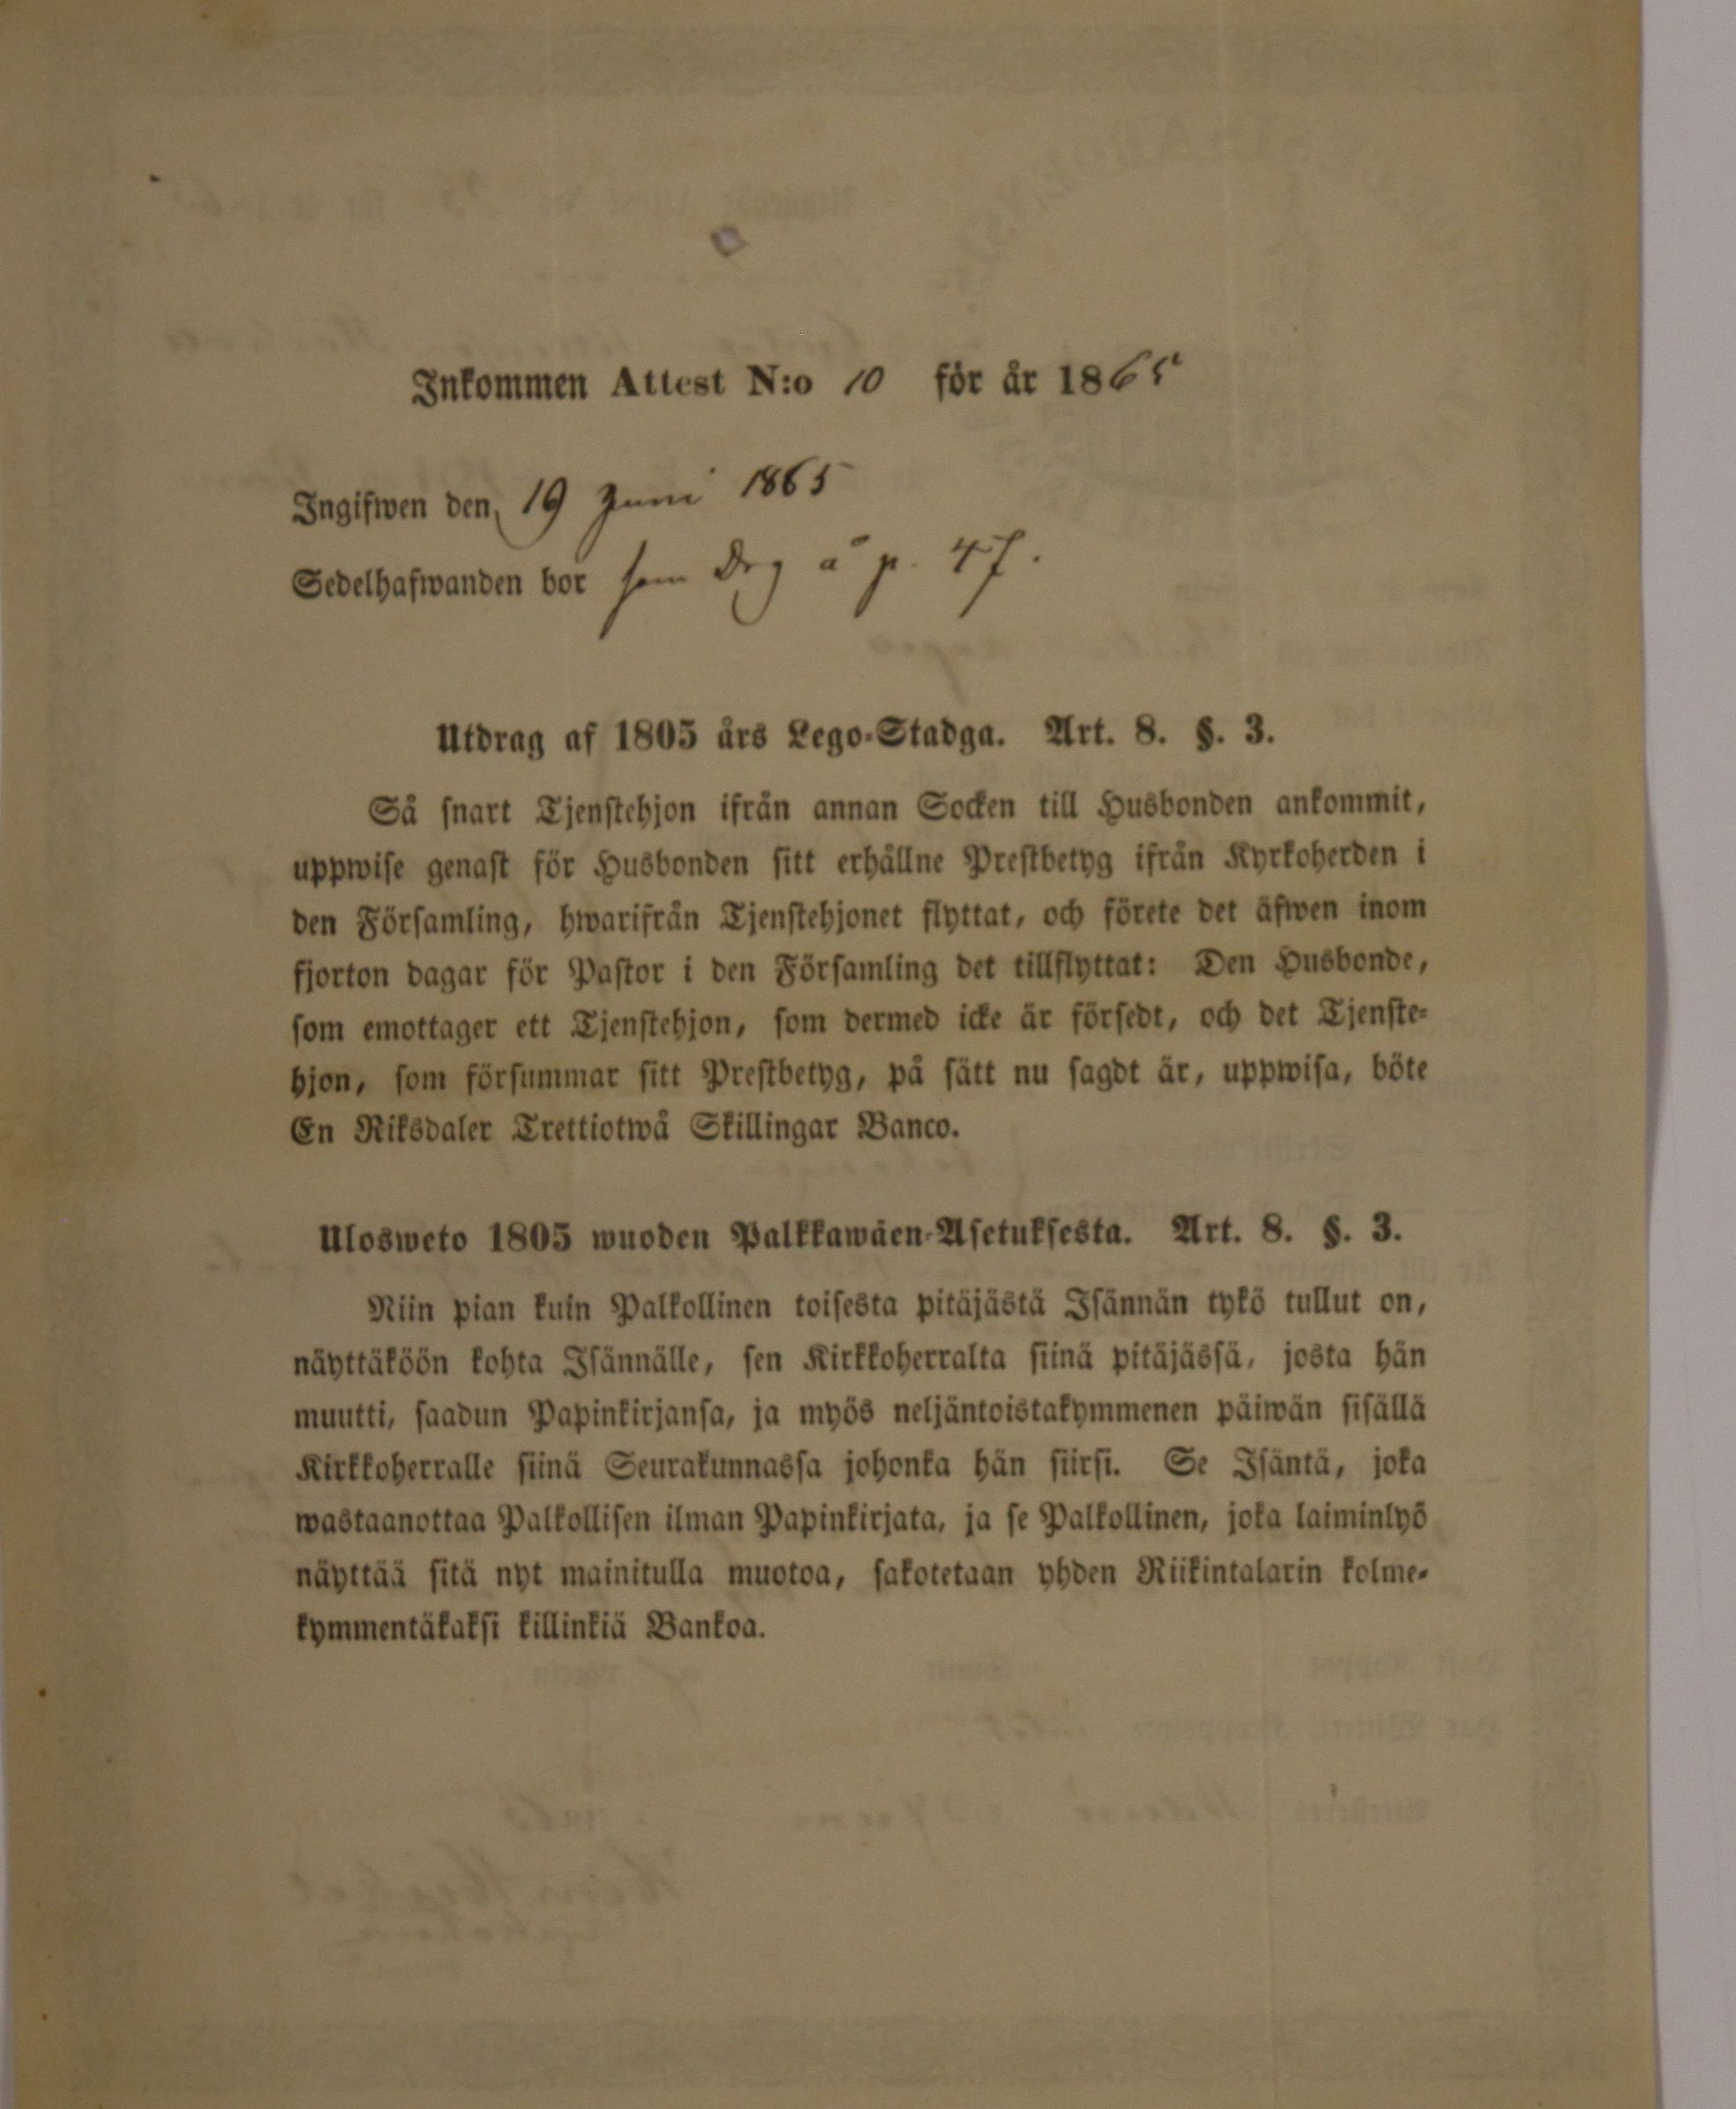 Inkommen Attest N:o 10 för år 1865
Ingifwen den 19 Juni 1865
Sedelhafwanden bor som Drg å p. 47.
Utdrag af 1805 års Lego-Stadga. Art. 8. §. 3.
Så snart Tjenstehjon ifrån annan Socken till Husbonden ankommit,
uppwise genast för Husbonden sitt erhållne Prestbetyg ifrån Kyrkoherden i
den Församling, hwarifrån Tjenstehjonet flyttat, och förete det äfwen inom
fjorton dagar för Pastor i den Församling det tillflyttat: Den Husbonde,
som emottager ett Tjenstehjon, som dermed icke är försedt, och det Tjenste-
hjon, som försummar sitt Prestbetyg, på sätt nu sagdt är, uppwisa, böte
En Riksdaler Trettiotwå Skillingar Banco.
Ulosweto 1805 wuoden Palkkawäen-Asetuksesta. Art. 8. §. 3.
Niin pian kuin Palkollinen toisesta pitäjästä Isännän tykö tullut on,
näyttäköön kohta Isännälle, sen Kirkkoherralta siinä pitäjässä, josta hän
muutti, saadun Papinkirjansa, ja myös neljäntoistakymmenen päiwän sisällä
Kirkkoherralle siinä Seurakunnassa johonka hän siirsi. Se Isäntä, joka
wastaanottaa Palkollisen ilman Papinkirjata, ja se Palkollinen, joka laiminlyö
näyttää sitä nyt mainitulla muotoa, sakotetaan yhden Riikintalarin kolme-
kymmentäkaksi killinkiä Bankoa.